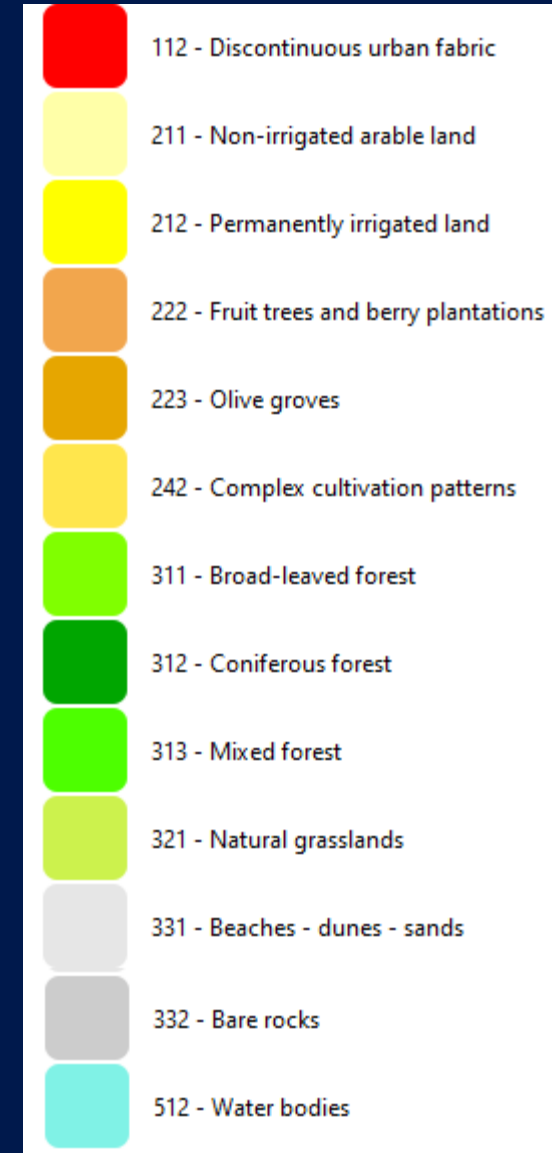 112 - Discontinuous urban fabric
211 - Non-irrigated arable land
212 - Permanently irrigated land
222 - Fruit trees and berry plantations
223 - Olive groves
242 - Complex cultivation patterns
311 - Broad-leaved forest
312 - Coniferous forest
313 - Mixed forest
321 - Natural grasslands
331 - Beaches - dunes - sands
332 - Bare rocks
512 - Water bodies